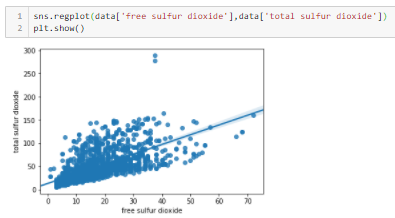 1 sns.regplot(data['free sulfur dioxide'],data['total sulfur dioxide'])
2 plt.show()
300
250
200
150
100
50
0
total sulfur dioxide
0 10 20 30 40 50 60 70
free sulfur dioxide